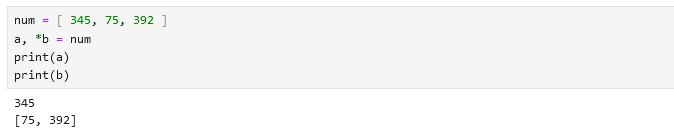 num = [ 345, 75, 392 ]
a, *b = num
print(a)
print(b)
345
[75, 392]